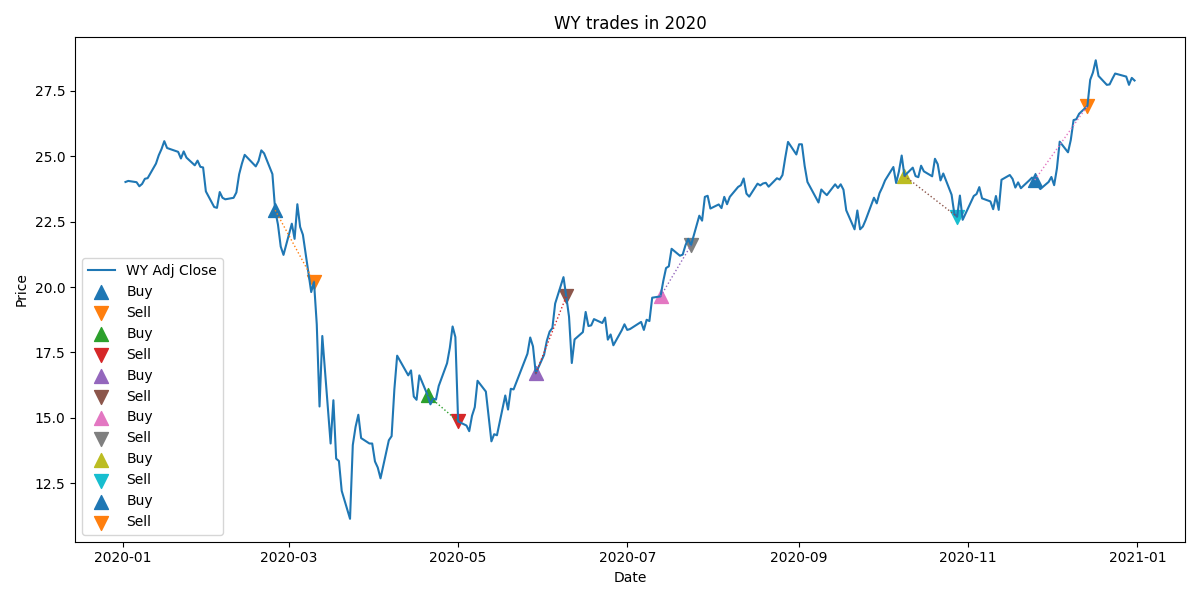 WY trades in 2020
Price
27.5
25.0
22.5
20.0
17.5
15.0
12.5
WY Adj Close
Buy
Sell
Buy
Sell
Buy
Sell
Buy
Sell
Buy
Sell
Buy
Sell
2020-01
2020-03
2020-05
2020-07
2020-09
2020-11
2021-01
Date